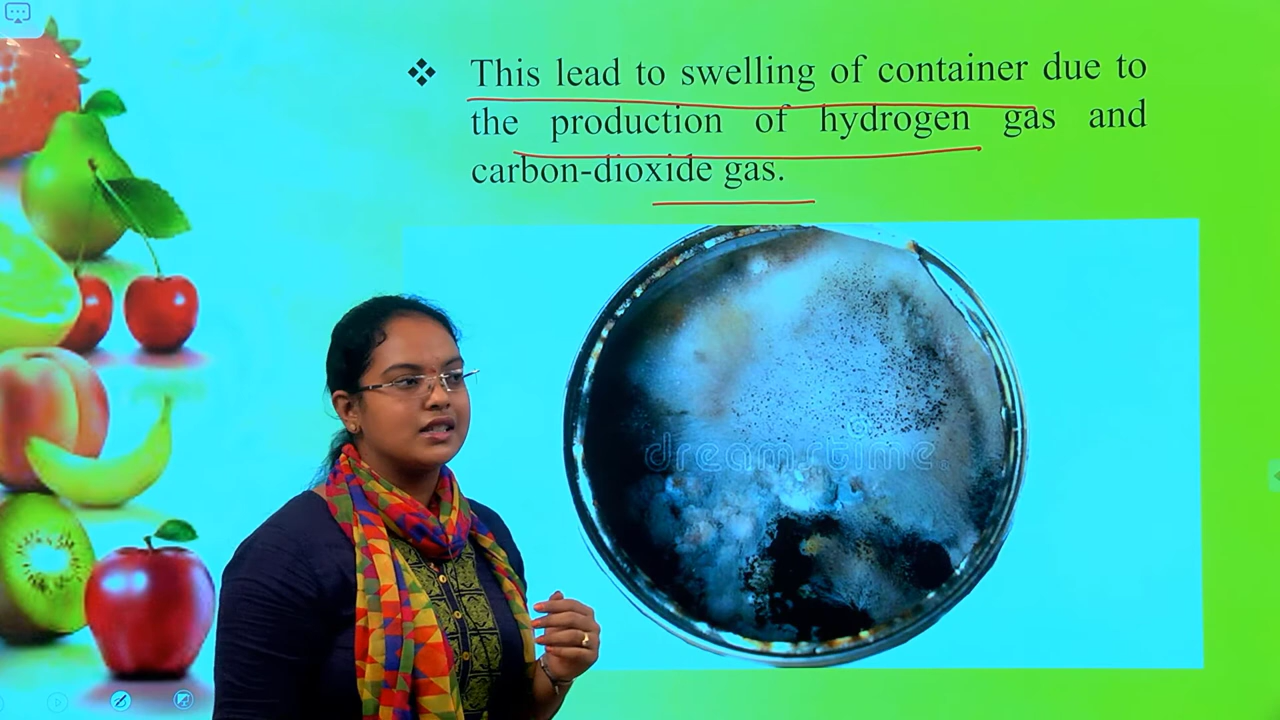 ❖ This lead to swelling of container due to
the production of hydrogen gas and
carbon-dioxide gas.
dreamstime.